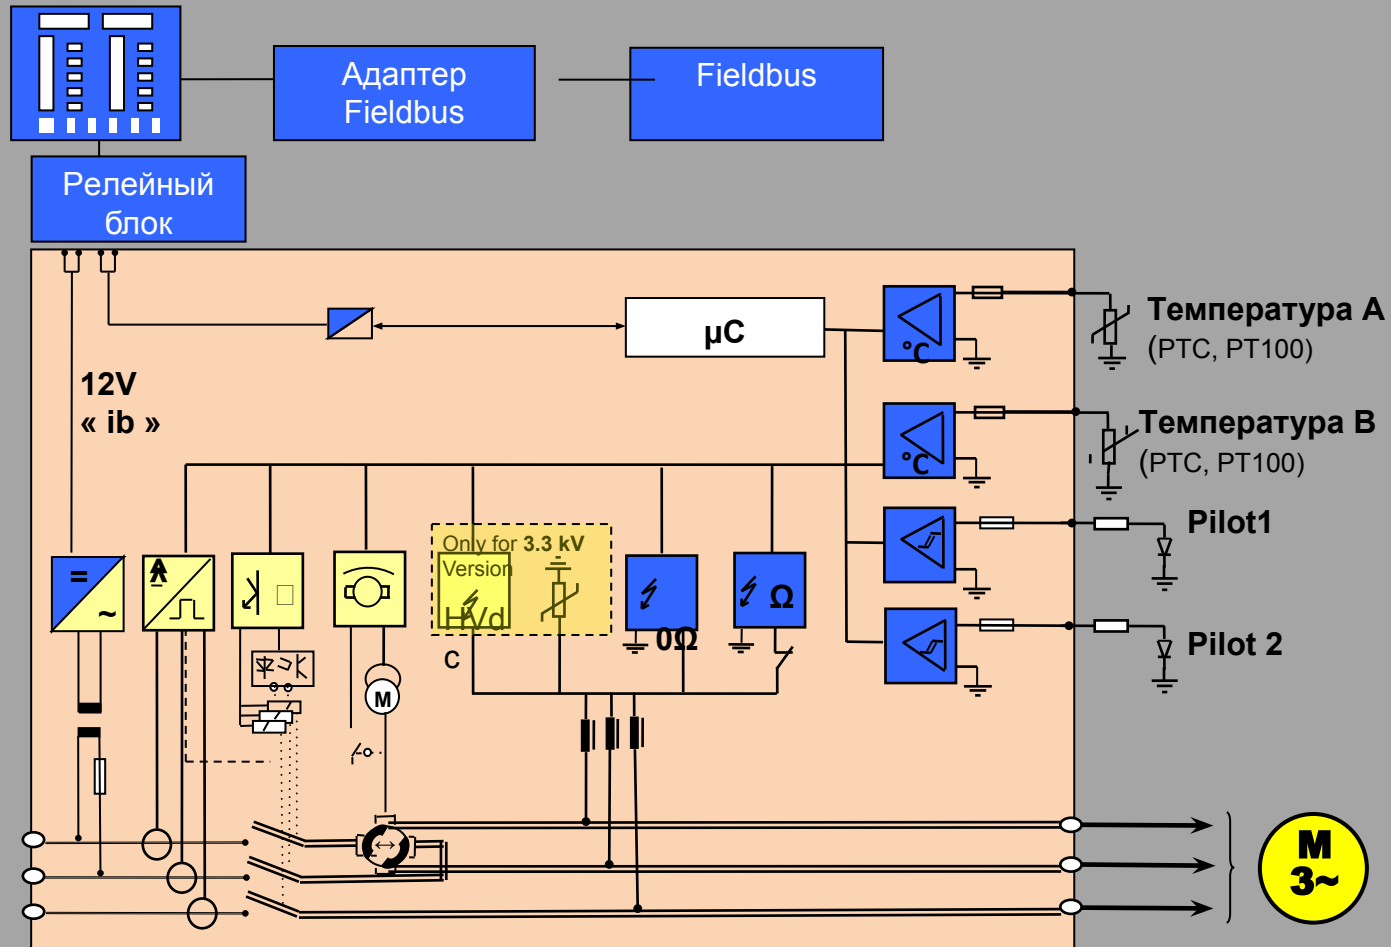 Адаптер
Fieldbus
Fieldbus
Релейный
блок
µC
°C
Температура A
(PTC, PT100)
12V
« ib »
°C
Температура B
(PTC, PT100)
Pilot1
Only for 3.3 kV
Version
HVd
C
=
~
Ω
0Ω
Pilot 2
M
M
3~